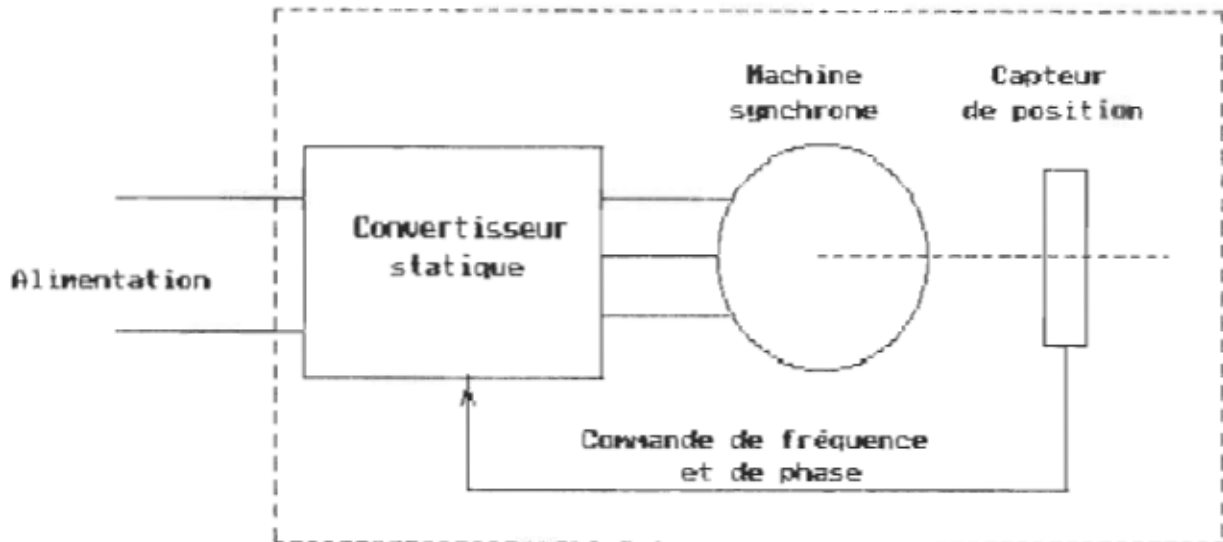 Machine
synchrone
Capteur
de position
Convertisseur
statique
Alimentation
Commande de fréquence
et de phase